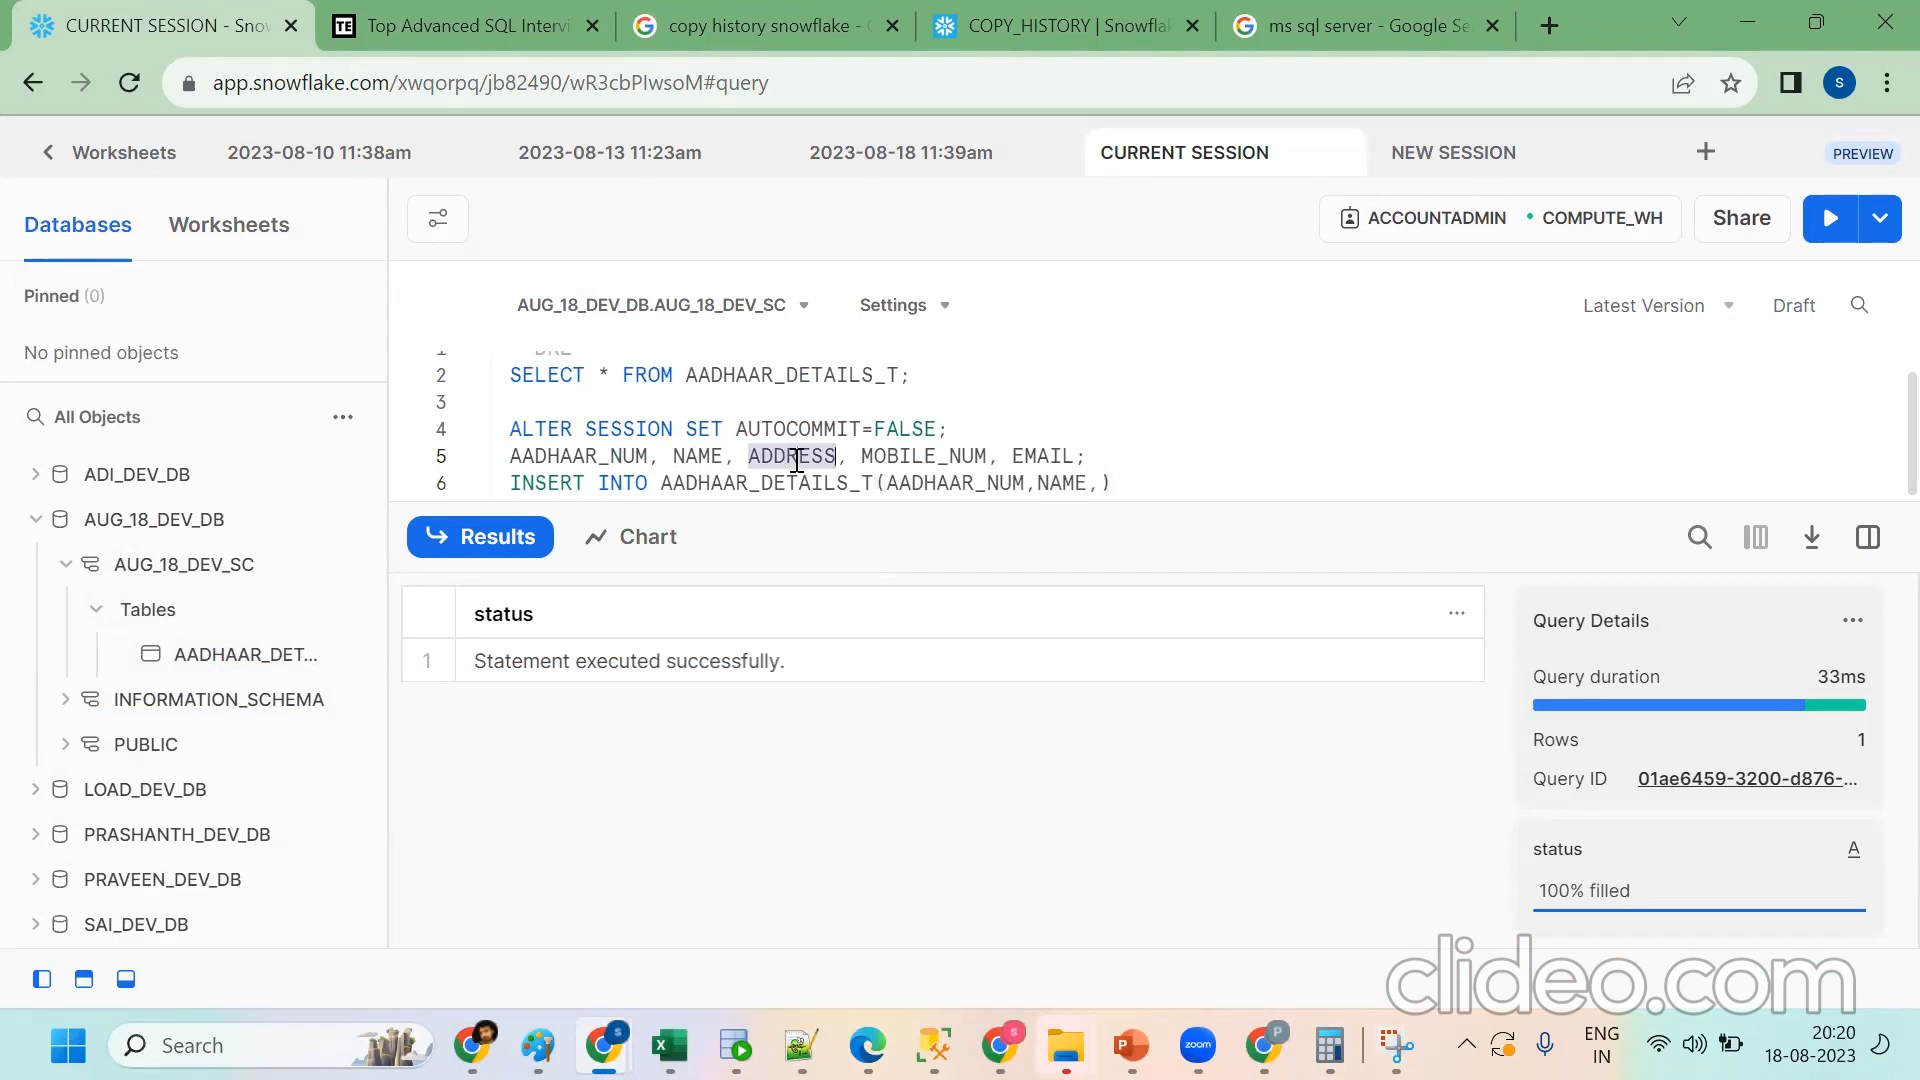 CURRENT SESSION - Snow
Top Advanced SQL Intervi
copy history snowflake -
COPY_HISTORY | Snowflak
ms sql server - Google Se
app.snowflake.com/xwqorpq/jb82490/wR3cbPIwsoM#query
S
Worksheets
2023-08-10 11:38am
2023-08-13 11:23am
2023-08-18 11:39am
CURRENT SESSION
NEW SESSION
PREVIEW
Databases
Worksheets
ACCOUNTADMIN
COMPUTE_WH
Share
Pinned (0)
No pinned objects
AUG_18_DEV_DB.AUG_18_DEV_SC
Settings
Latest Version
Draft
2 SELECT * FROM AADHAAR_DETAILS_T;
3
4 ALTER SESSION SET AUTOCOMMIT=FALSE;
5 AADHAAR_NUM, NAME, ADDRESS, MOBILE_NUM, EMAIL;
6 INSERT INTO AADHAAR_DETAILS_T(AADHAAR_NUM,NAME,)
All Objects
ADI_DEV_DB
AUG_18_DEV_DB
AUG_18_DEV_SC
Tables
AADHAAR_DET...
INFORMATION_SCHEMA
PUBLIC
LOAD_DEV_DB
PRASHANTH_DEV_DB
PRAVEEN_DEV_DB
SAI_DEV_DB
Results
Chart
status
1 Statement executed successfully.
Query Details
Query duration 33ms
Rows 1
Query ID 01ae6459-3200-d876-...
status A
100% filled
clideo.com
Search
zoom
ENG
IN
20:20
18-08-2023